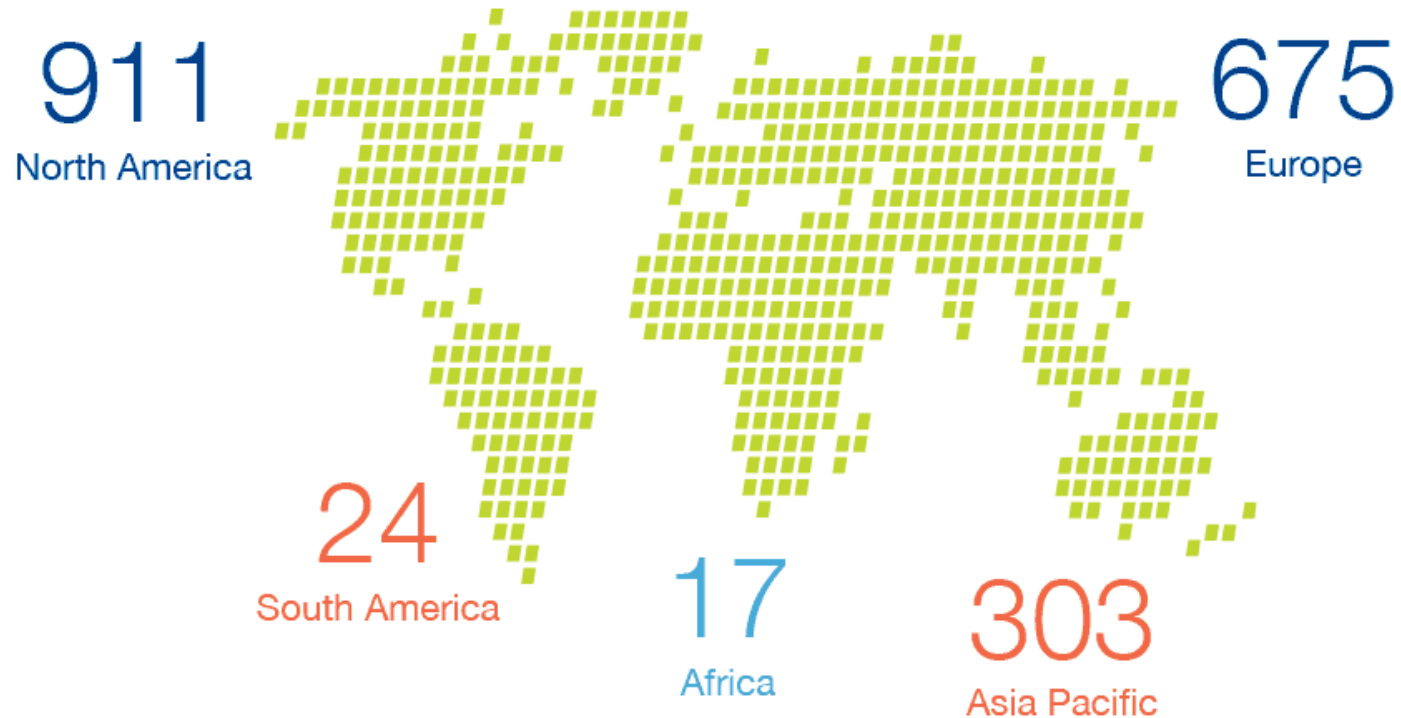 911
North America
675
Europe
24
South America
17
Africa
303
Asia Pacific